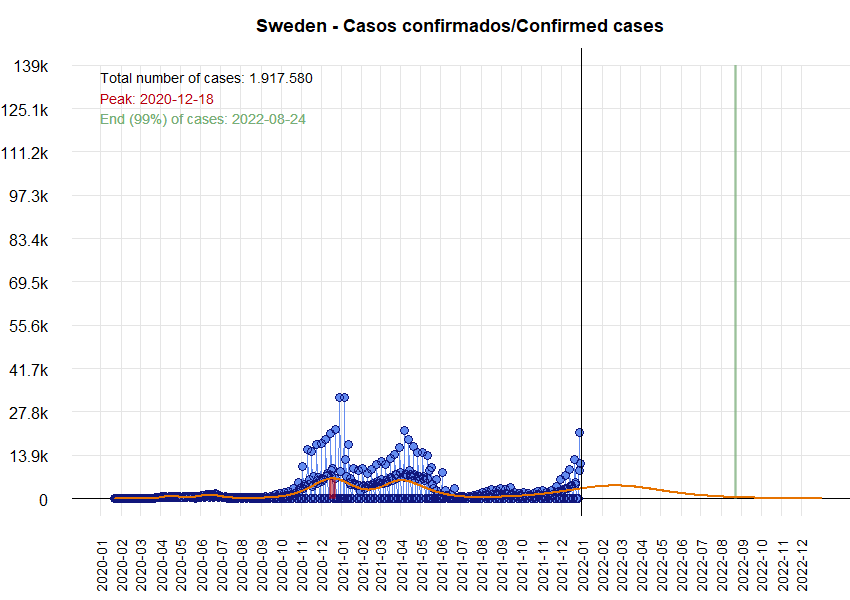 Sweden - Casos confirmados/Confirmed cases
Total number of cases: 1.917.580
Peak: 2020-12-18
End (99%) of cases: 2022-08-24
139k
125.1k
111.2k
97.3k
83.4k
69.5k
55.6k
41.7k
27.8k
13.9k
0
2020-01
2020-02
2020-03
2020-04
2020-05
2020-06
2020-07
2020-08
2020-09
2020-10
2020-11
2020-12
2021-01
2021-02
2021-03
2021-04
2021-05
2021-06
2021-07
2021-08
2021-09
2021-10
2021-11
2021-12
2022-01
2022-02
2022-03
2022-04
2022-05
2022-06
2022-07
2022-08
2022-09
2022-10
2022-11
2022-12